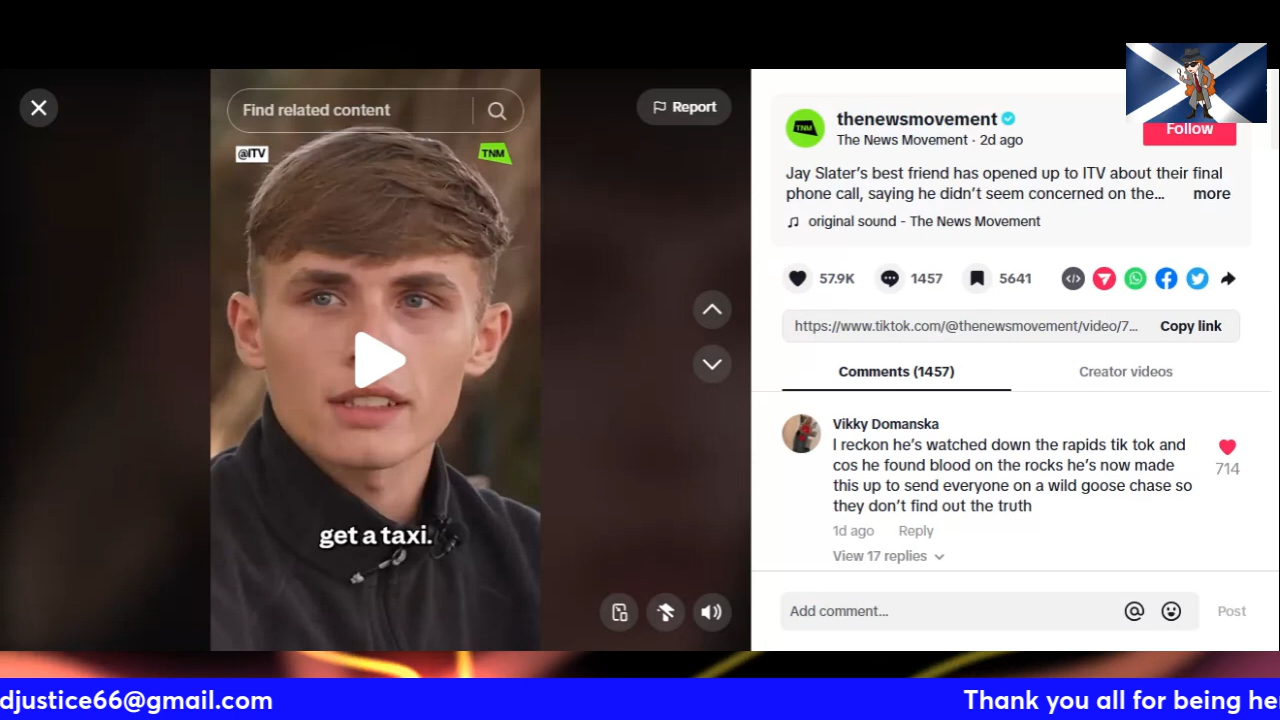 Find related content
Report
@ITV
TNM
get a taxi.
TNM
thenewsmovement
The News Movement · 2d ago
Follow
Jay Slater’s best friend has opened up to ITV about their final
phone call, saying he didn’t seem concerned on the... more
original sound - The News Movement
57.9K 1457 5641
https://www.tiktok.com/@thenewsmovement/video/7... Copy link
Comments (1457) Creator videos
Vikky Domanska
I reckon he’s watched down the rapids tik tok and
cos he found blood on the rocks he’s now made
this up to send everyone on a wild goose chase so
they don’t find out the truth
714
1d ago Reply
View 17 replies
Add comment... Post
djustice66@gmail.com Thank you all for being he